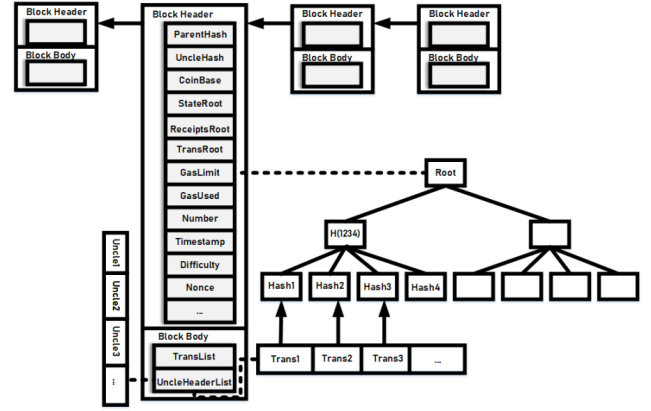 Block Header
Block Body
Block Header
ParentHash
UncleHash
CoinBase
StateRoot
ReceiptsRoot
TransRoot
GasLimit
GasUsed
Number
Timestamp
Difficulty
Nonce
...
Block Body
TransList
UncleHeaderList
Block Header
Block Body
Block Header
Block Body
Root
H(1234)
Hash1
Hash2
Hash3
Hash4
Trans1
Trans2
Trans3
...
Uncle1
Uncle2
Uncle3
...